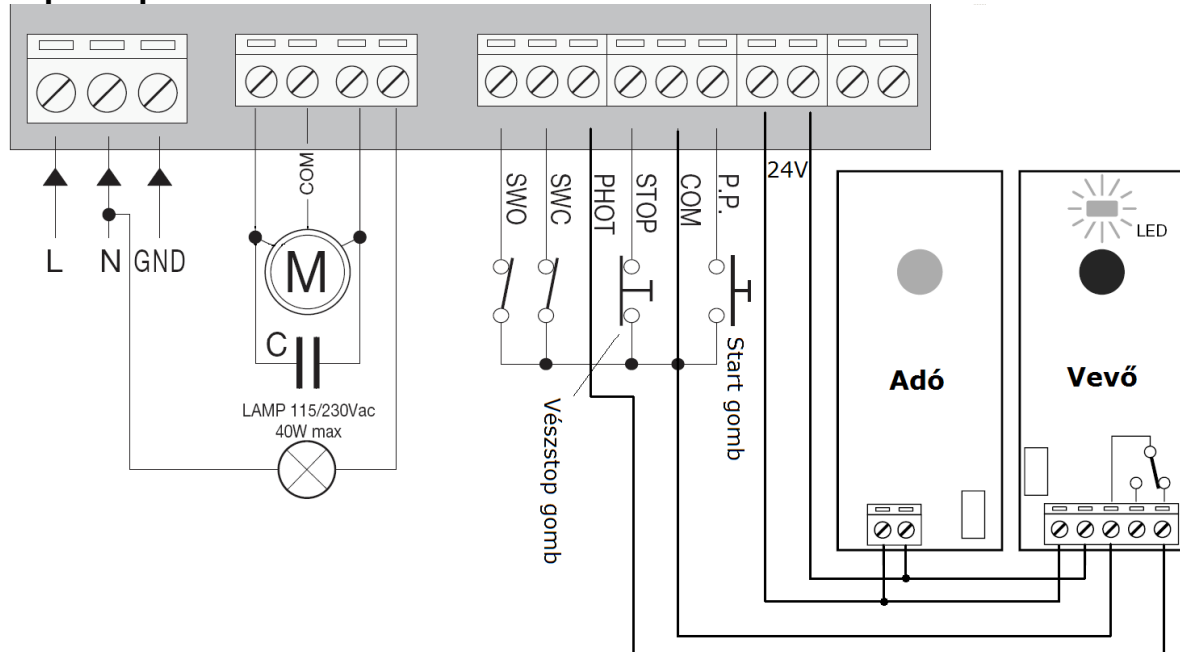 L
N
GND
COM
M
C
LAMP 115/230Vac
40W max
SWO
SWC
PHOT
STOP
COM
P.P.
24V
Vészstop gomb
Start gomb
Adó
Vevő
LED